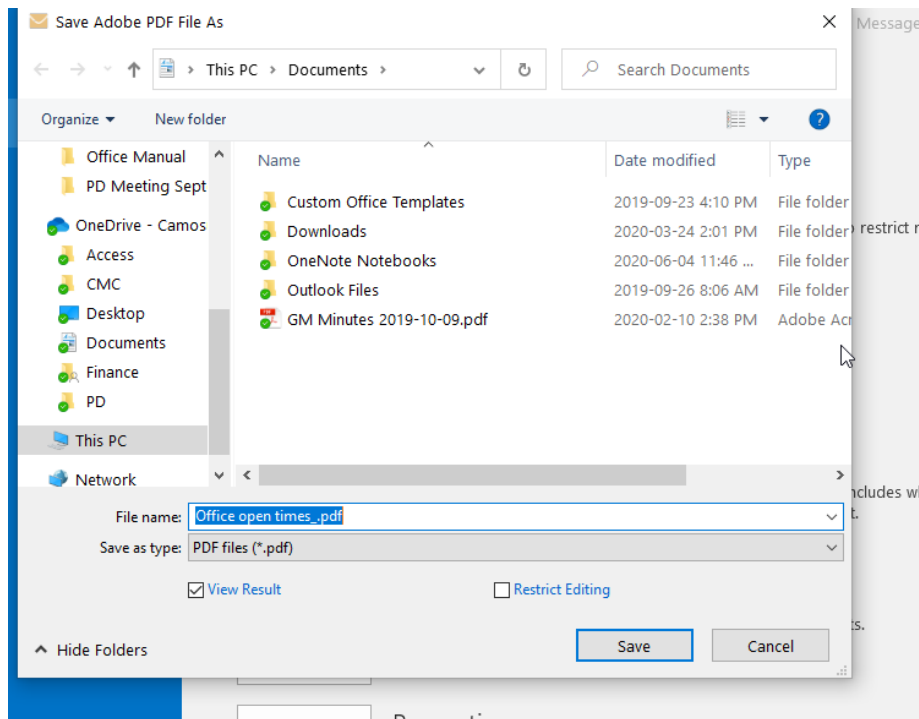 Save Adobe PDF File As
Message
This PC > Documents >
Search Documents
Organize New folder
?
Name Date modified Type
Office Manual
PD Meeting Sept
OneDrive - Camos
Access
CMC
Desktop
Documents
Finance
PD
This PC
Network
Custom Office Templates 2019-09-23 4:10 PM File folder
Downloads 2020-03-24 2:01 PM File folder
OneNote Notebooks 2020-06-04 11:46 ... File folder
Outlook Files 2019-09-26 8:06 AM File folder
GM Minutes 2019-10-09.pdf 2020-02-10 2:38 PM Adobe Acr
restrict
File name: Office open times_.pdf
Save as type: PDF files (*.pdf)
View Result Restrict Editing
Hide Folders Save Cancel